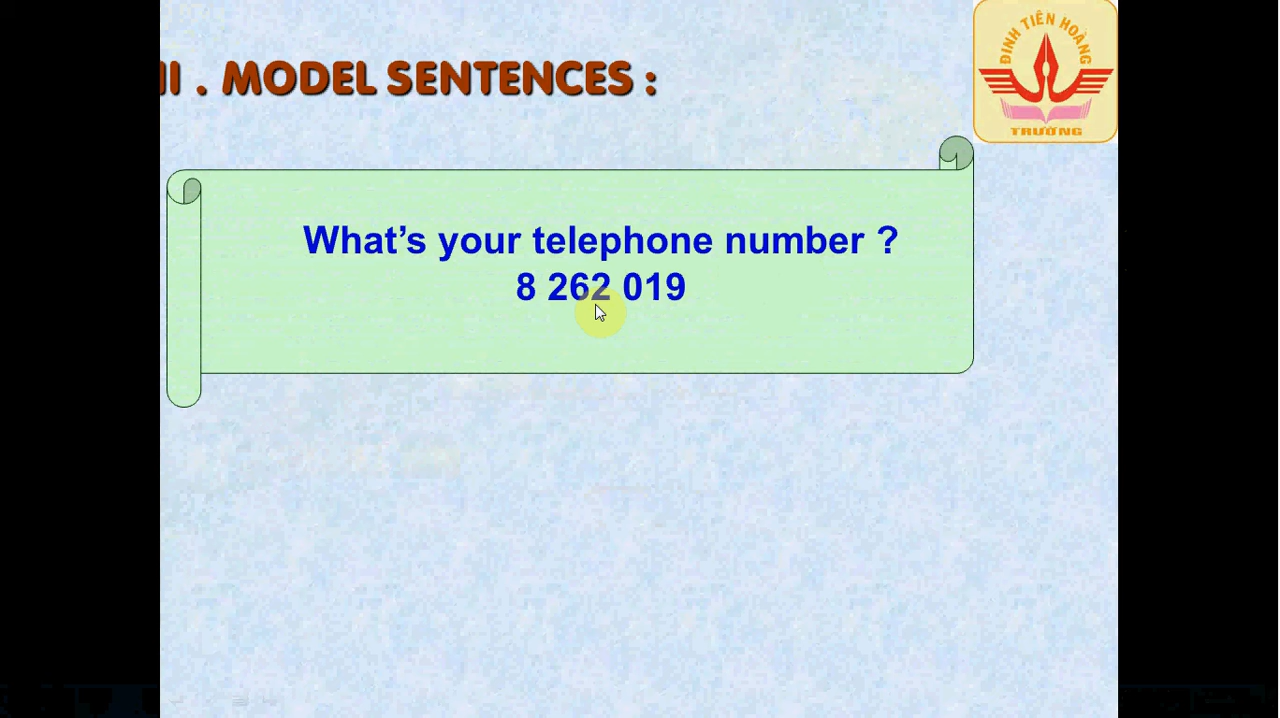 II . MODEL SENTENCES :
ĐINH TIÊN HOÀNG
TRƯỜNG
What’s your telephone number ?
8 262 019